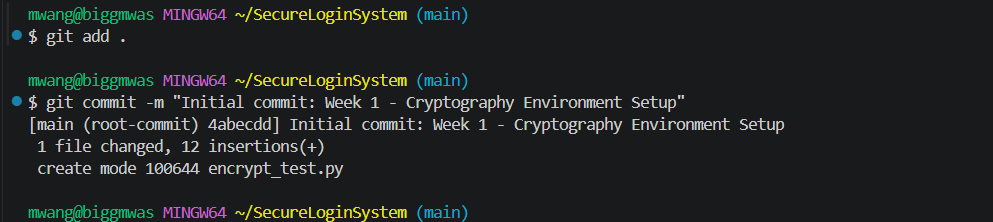 mwang@biggmwas MINGW64 ~/SecureLoginSystem (main)
$ git add .
mwang@biggmwas MINGW64 ~/SecureLoginSystem (main)
$ git commit -m "Initial commit: Week 1 - Cryptography Environment Setup"
[main (root-commit) 4abecdd] Initial commit: Week 1 - Cryptography Environment Setup
 1 file changed, 12 insertions(+)
 create mode 100644 encrypt_test.py
mwang@biggmwas MINGW64 ~/SecureLoginSystem (main)